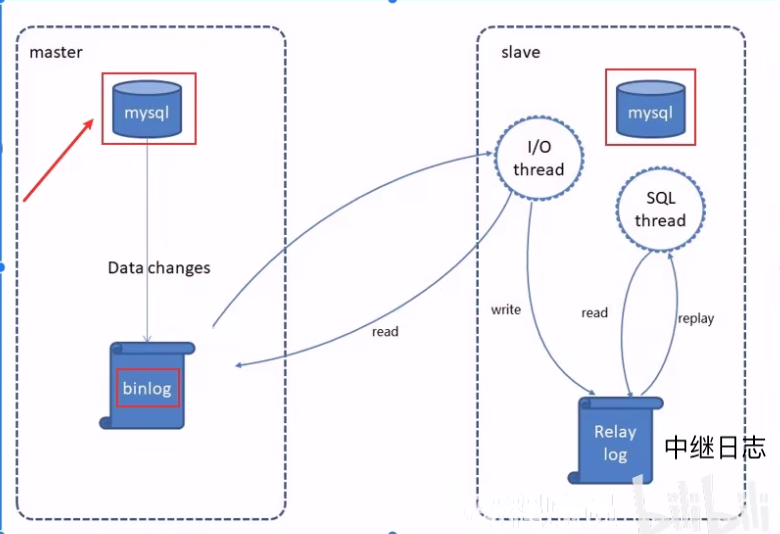 master
mysql
Data changes
binlog
read
slave
mysql
I/O
thread
SQL
thread
write
read
replay
Relay
log
中继日志
bilibili